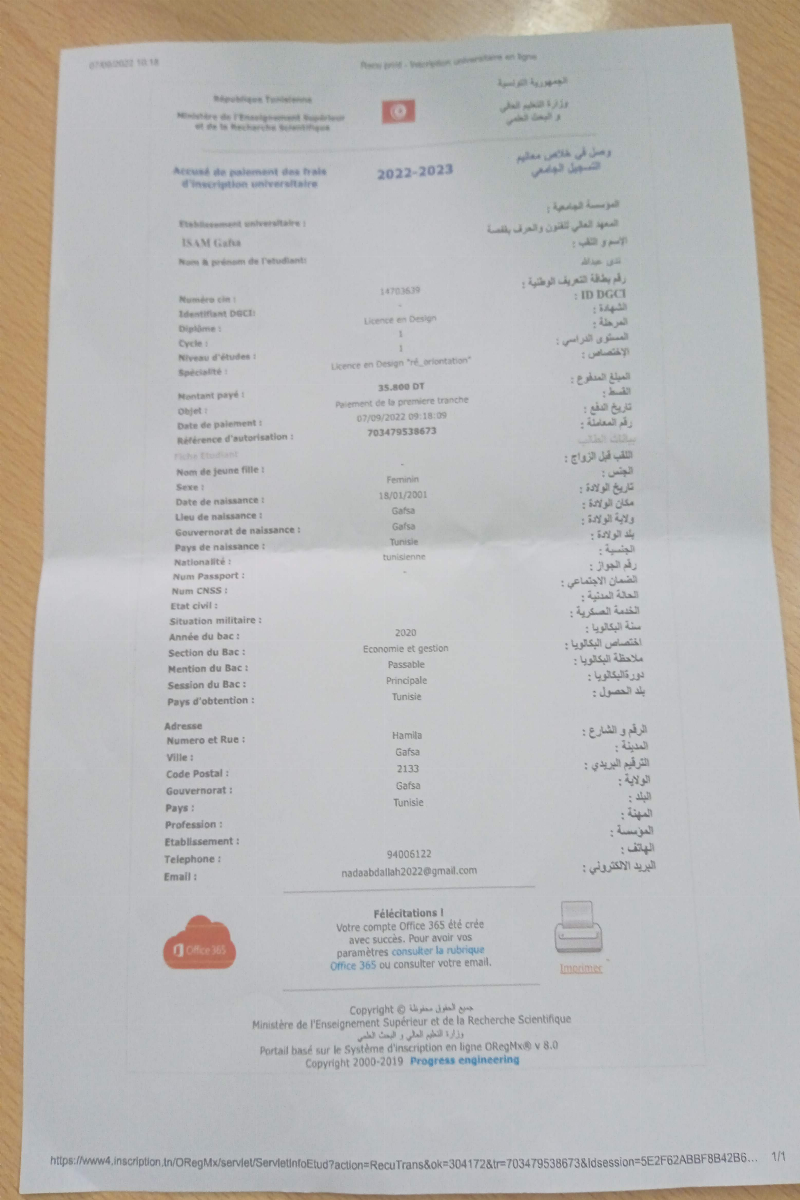 07/09/2022 10:18
Reçu print - Inscription universitaire en ligne
République Tunisienne
Ministère de l'Enseignement Supérieur
et de la Recherche Scientifique
الجمهورية التونسية
وزارة التعليم العالي
و البحث العلمي
Accusé de paiement des frais
d'inscription universitaire
2022-2023
وصل في خلاص معاليم
التسجيل الجامعي
المؤسسة الجامعية :
Etablissement universitaire :
المعهد العالي للفنون والحرف بقفصة
ISAM Gafsa
الاسم و اللقب :
Nom & prénom de l'etudiant:
ندى عبدالله
Numéro cin : 14703639 رقم بطاقة التعريف الوطنية :
Identifiant DGCI: - ID DGCI :
Diplôme : Licence en Design الشهادة :
Cycle : 1 المرحلة :
Niveau d'études : 1 المستوى الدراسي :
Spécialité : Licence en Design "ré_oriontation" الإختصاص :
Montant payé : 35.800 DT المبلغ المدفوع :
Objet : Paiement de la premiere tranche القسط :
Date de paiement : 07/09/2022 09:18:09 تاريخ الدفع :
Référence d'autorisation : 703479538673 رقم المعاملة :
Fiche Etudiant بيانات الطالب
Nom de jeune fille : - اللقب قبل الزواج :
Sexe : Feminin الجنس :
Date de naissance : 18/01/2001 تاريخ الولادة :
Lieu de naissance : Gafsa مكان الولادة :
Gouvernorat de naissance : Gafsa ولاية الولادة :
Pays de naissance : Tunisie بلد الولادة :
Nationalité : tunisienne الجنسية :
Num Passport : - رقم الجواز :
Num CNSS : الضمان الاجتماعي :
Etat civil : الحالة المدنية :
Situation militaire : الخدمة العسكرية :
Année du bac : 2020 سنة البكالوريا :
Section du Bac : Economie et gestion اختصاص البكالوريا :
Mention du Bac : Passable ملاحظة البكالوريا :
Session du Bac : Principale دورةالبكالوريا :
Pays d'obtention : Tunisie بلد الحصول :
Adresse
Numero et Rue : Hamila الرقم و الشارع :
Ville : Gafsa المدينة :
Code Postal : 2133 الترقيم البريدي :
Gouvernorat : Gafsa الولاية :
Pays : Tunisie البلد :
Profession : المهنة :
Etablissement : المؤسسة :
Telephone : 94006122 الهاتف :
Email : nadaabdallah2022@gmail.com البريد الالكتروني :
Office 365
Félécitations !
Votre compte Office 365 été crée
avec succès. Pour avoir vos
paramètres consulter la rubrique
Office 365 ou consulter votre email.
Imprimer
Copyright © جميع الحقوق محفوظة
Ministère de l'Enseignement Supérieur et de la Recherche Scientifique
وزارة التعليم العالي و البحث العلمي
Portail basé sur le Système d'inscription en ligne ORegMx® v 8.0
Copyright 2000-2019 Progress engineering
https://www4.inscription.tn/ORegMx/servlet/ServletInfoEtud?action=RecuTrans&ok=304172&tr=703479538673&Idsession=5E2F62ABBF8B42B6... 1/1